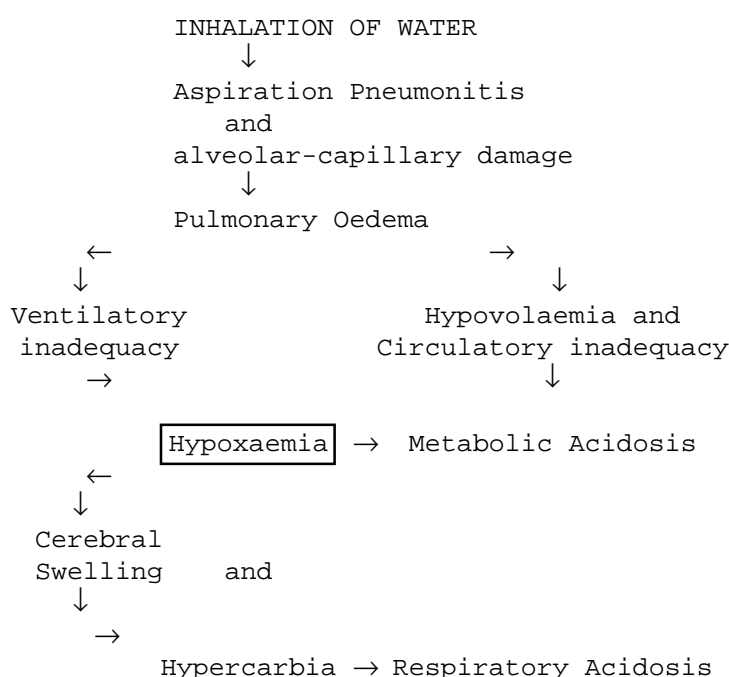 INHALATION OF WATER
↓
Aspiration Pneumonitis
and
alveolar-capillary damage
↓
Pulmonary Oedema
← →
↓ ↓
Ventilatory Hypovolaemia and
inadequacy Circulatory inadequacy
→ ↓
Hypoxaemia → Metabolic Acidosis
←
↓
Cerebral
Swelling and
↓
→
Hypercarbia → Respiratory Acidosis